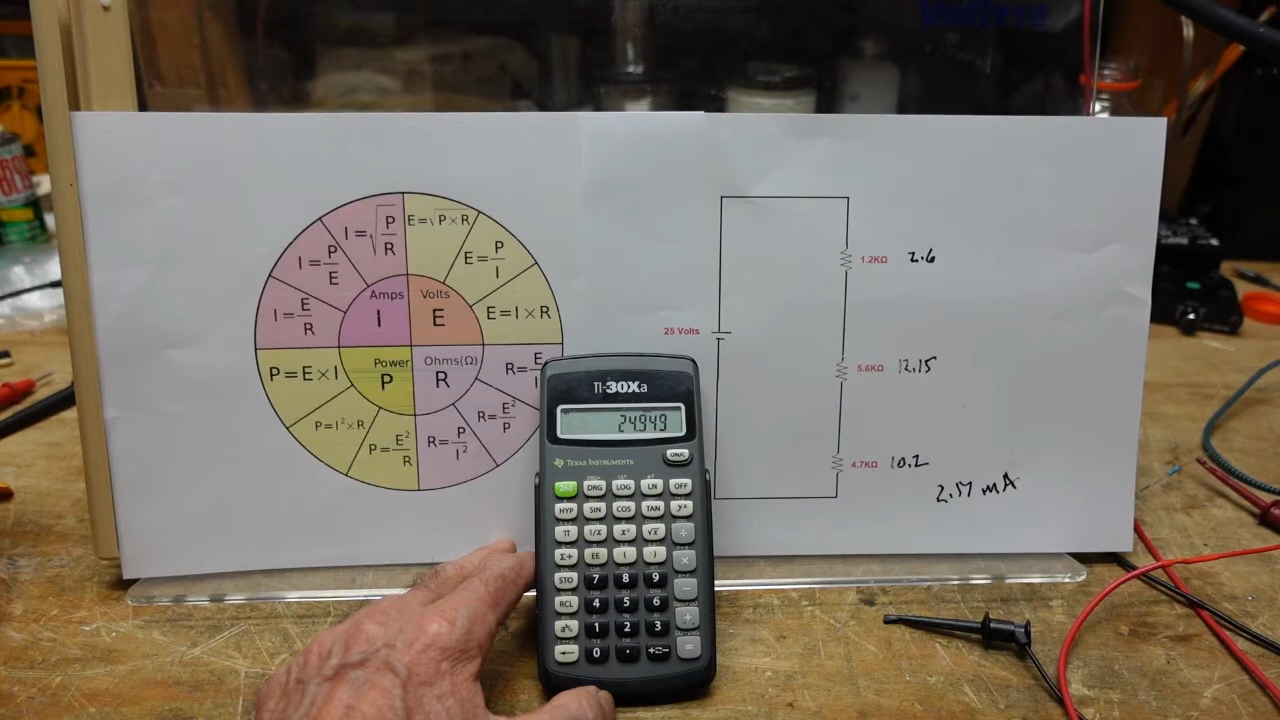 I=√P/R
E=√P×R
I=P/E
E=P/I
I=E/R
E=I×R
Amps
Volts
I
E
Power
Ohms(Ω)
P
R
P=E×I
R=E/I
P=I²×R
R=E²/P
P=E²/R
R=P/I²
25 Volts
1.2KΩ 2.6
5.6KΩ 12.15
4.7KΩ 10.2
2.17 mA
TI-30Xa
24.949
TEXAS INSTRUMENTS
ON/C
2nd DRG LOG LN OFF
HYP SIN COS TAN yˣ
π 1/x x² √x ÷
Σ+ EE ( ) ×
STO 7 8 9 −
RCL 4 5 6 +
aᵇ/c 1 2 3
← 0 . +⇄− =